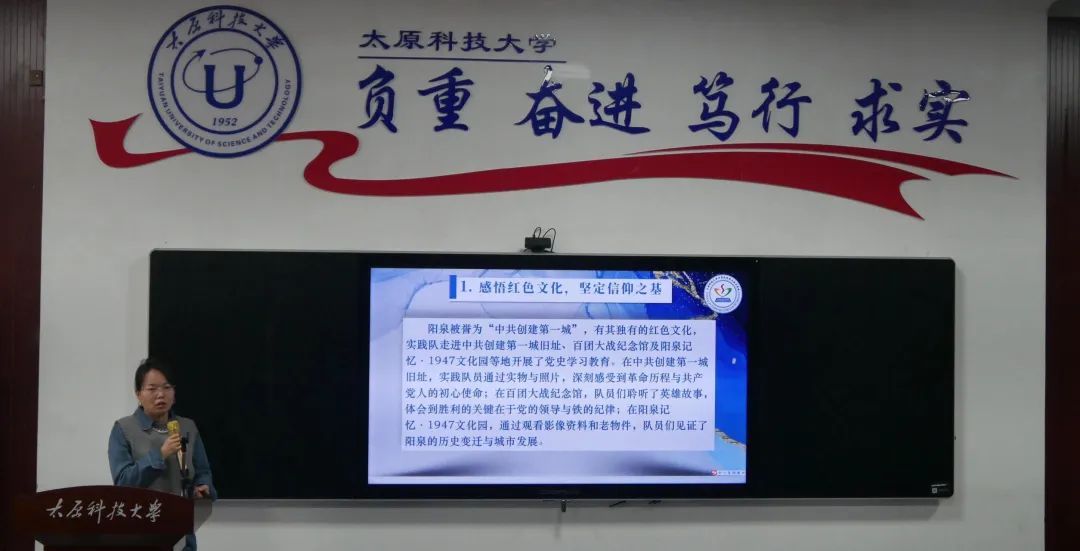 太原科技大学
TAIYUAN UNIVERSITY OF SCIENCE AND TECHNOLOGY
U
1952
太原科技大学
负重 奋进 笃行 求实
1. 感悟红色文化，坚定信仰之基
阳泉被誉为“中共创建第一城”，有其独有的红色文化，
实践队走进中共创建第一城旧址、百团大战纪念馆及阳泉记
忆·1947文化园等地开展了党史学习教育。在中共创建第一城
旧址，实践队员通过实物与照片，深刻感受到革命历程与共产
党人的初心使命；在百团大战纪念馆，队员们聆听了英雄故事，
体会到胜利的关键在于党的领导与铁的纪律；在阳泉记
忆·1947文化园，通过观看影像资料和老物件，队员们见证了
阳泉的历史变迁与城市发展。
太原科技大学